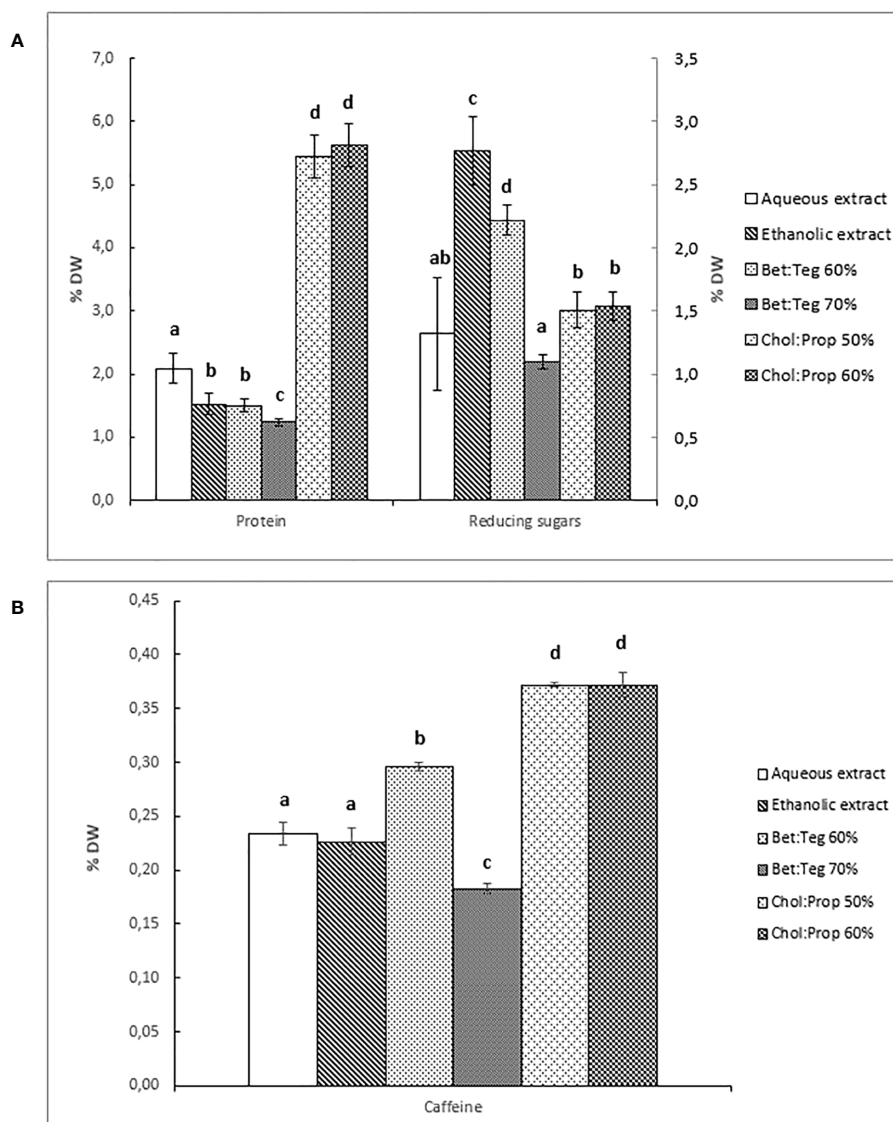 A
7,0
6,0
5,0
4,0
3,0
2,0
1,0
0,0
% DW
a
b
b
c
d
d
ab
c
d
a
b
b
Protein
Reducing sugars
3,5
3,0
2,5
2,0
1,5
1,0
0,5
0,0
% DW
Aqueous extract
Ethanolic extract
Bet:Teg 60%
Bet:Teg 70%
Chol:Prop 50%
Chol:Prop 60%
B
0,45
0,40
0,35
0,30
0,25
0,20
0,15
0,10
0,05
0,00
% DW
a
a
b
c
d
d
Caffeine
Aqueous extract
Ethanolic extract
Bet:Teg 60%
Bet:Teg 70%
Chol:Prop 50%
Chol:Prop 60%